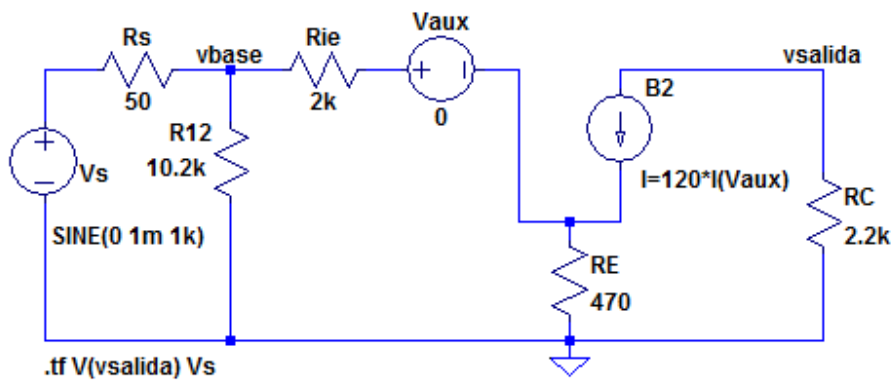 Rs
50
vbase
Rie
2k
Vaux
+
0
B2
I=120*I(Vaux)
vsalida
R12
10.2k
+
Vs
SINE(0 1m 1k)
RC
2.2k
RE
470
.tf V(vsalida) Vs